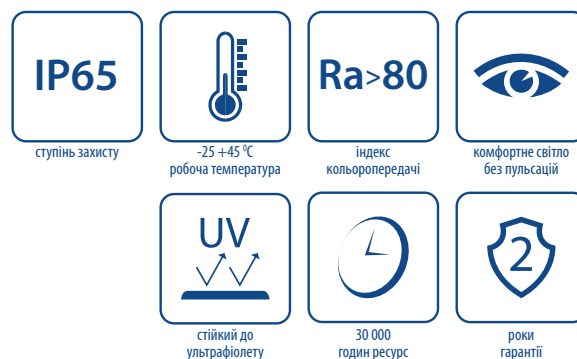 IP65
ступінь захисту
-25 +45 °C
робоча температура
Ra>80
індекс
кольоропередачі
комфортне світло
без пульсацій
UV
стійкий до
ультрафіолету
30 000
годин ресурс
2
роки
гарантії